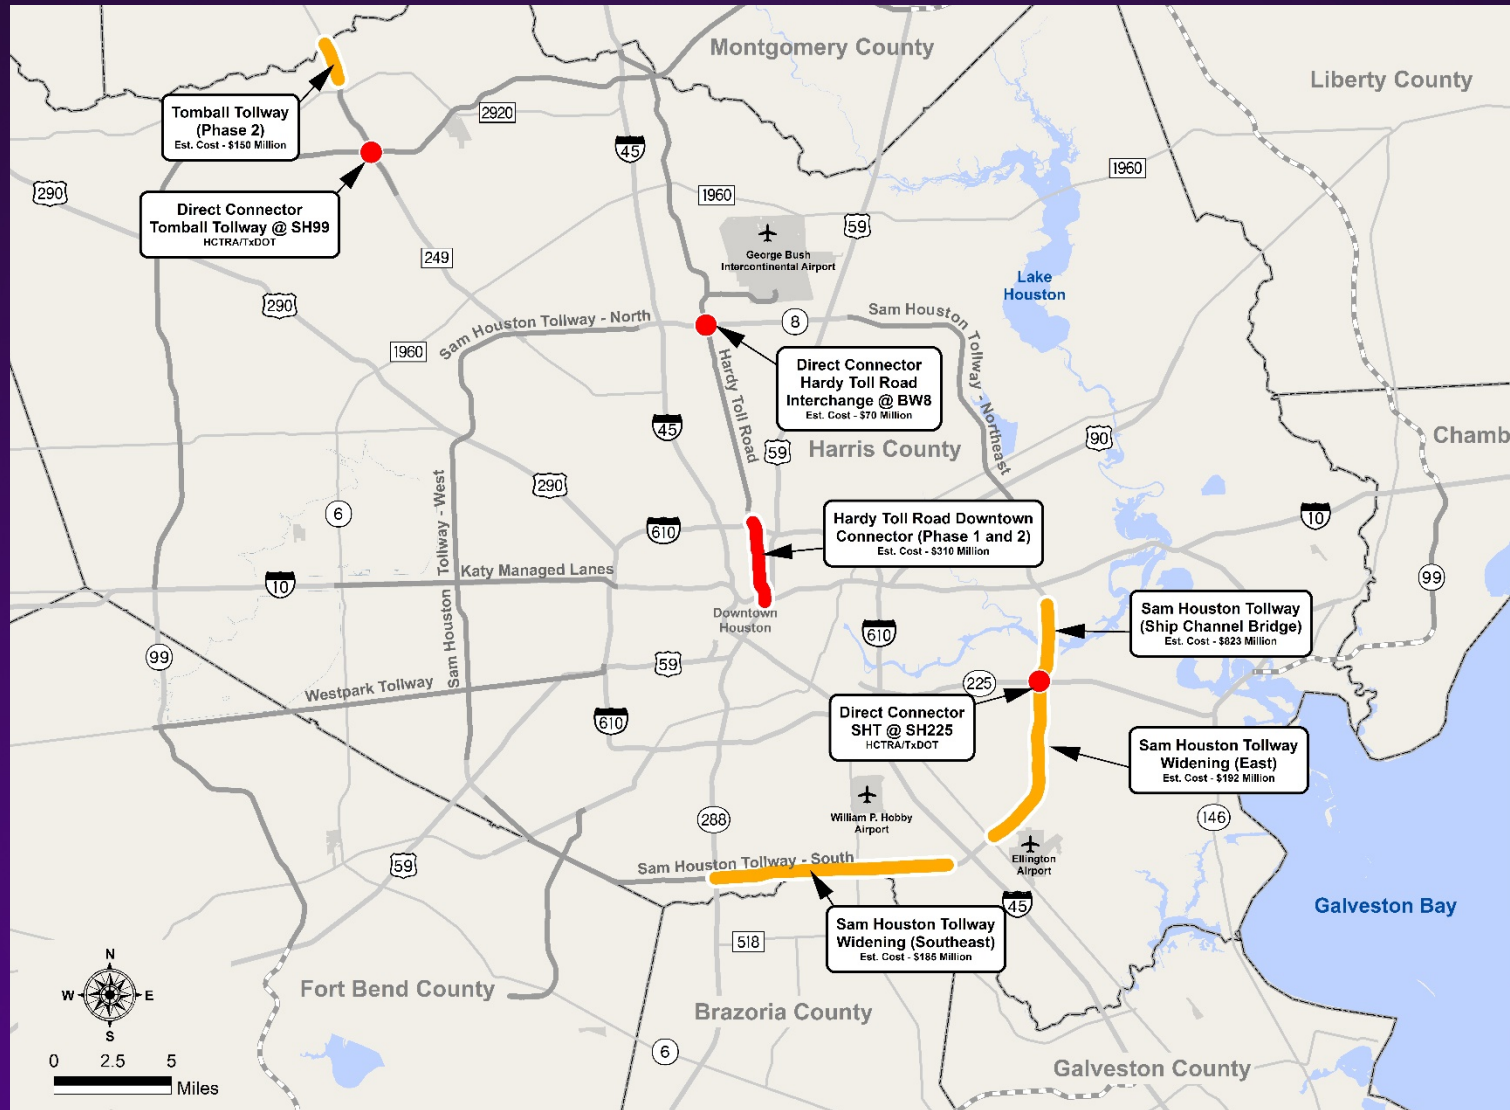 Montgomery County
Liberty County
Tomball Tollway
(Phase 2)
Est. Cost - $150 Million
2920
45
1960
290
Direct Connector
Tomball Tollway @ SH99
HCTRA/TxDOT
1960
59
George Bush
Intercontinental Airport
249
Lake
Houston
290
Sam Houston Tollway - North
8
Sam Houston Tollway - Northeast
1960
Direct Connector
Hardy Toll Road
Interchange @ BW8
Est. Cost - $70 Million
Hardy Toll Road
45
59
Harris County
90
Chamb
290
6
610
Hardy Toll Road Downtown
Connector (Phase 1 and 2)
Est. Cost - $310 Million
10
Sam Houston Tollway - West
Katy Managed Lanes
10
99
Downtown
Houston
610
Sam Houston Tollway
(Ship Channel Bridge)
Est. Cost - $823 Million
99
59
Westpark Tollway
225
610
Direct Connector
SHT @ SH225
HCTRA/TxDOT
Sam Houston Tollway
Widening (East)
Est. Cost - $192 Million
288
William P. Hobby
Airport
146
Ellington
Airport
59
Sam Houston Tollway - South
45
Galveston Bay
Sam Houston Tollway
Widening (Southeast)
Est. Cost - $185 Million
518
N
W
E
S
Fort Bend County
Brazoria County
6
Galveston County
0 2.5 5
Miles